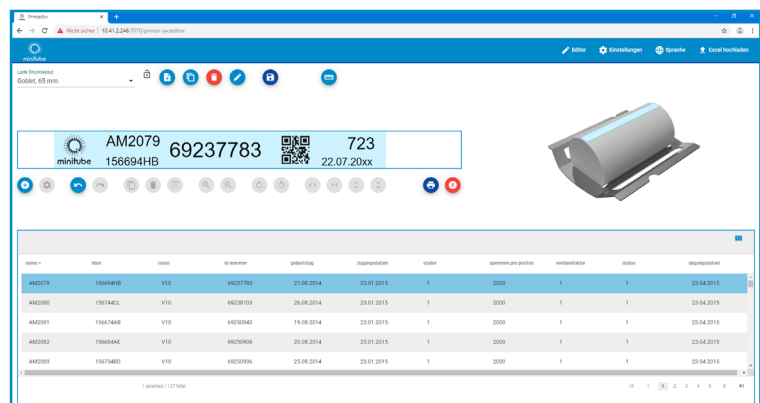 PrinterSw
Nicht sicher | 10.41.2.246:7070/printer-sw/editor
minitube
Editor
Einstellungen
Sprache
Excel hochladen
Lade Drucklayout
Goblet, 65 mm.
minitube
AM2079
156694HB
69237783
723
22.07.20xx
name hbnr rasse id nummer geburtstag zugangsdatum stallnr spermien pro portion verdünnfaktor status abgangsdatum
AM2079 156694HB V10 69237783 21.08.2014 23.01.2015 1 2000 1 1 23.04.2015
AM2080 156744CL V10 69238103 26.08.2014 23.01.2015 1 2000 1 1 23.04.2015
AM2081 156674AB V10 69250840 19.08.2014 23.01.2015 1 2000 1 1 23.04.2015
AM2082 156684AE V10 69250906 20.08.2014 23.01.2015 1 2000 1 1 23.04.2015
AM2083 156734BD V10 69250936 25.08.2014 23.01.2015 1 2000 1 1 23.04.2015
1 selected / 137 total
1 2 3 4 5